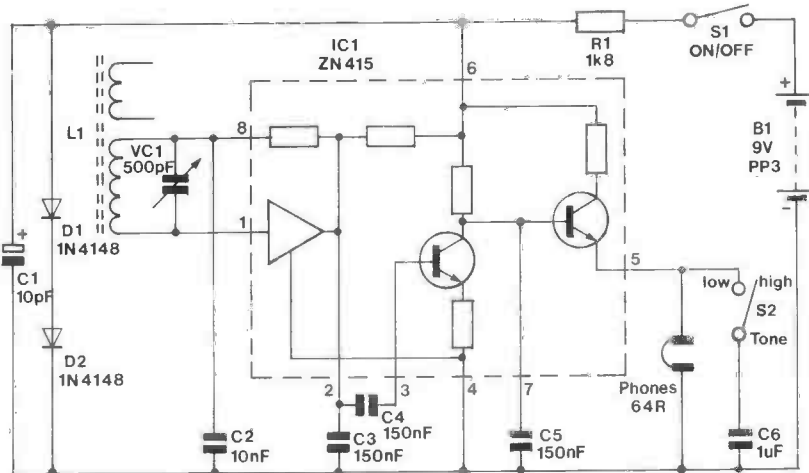 IC1
ZN415
R1
1k8
S1
ON/OFF
6
L1
VC1
500pF
8
+
B1
9V
PP3
-
1
D1
1N4148
+
C1
10pF
5
low
high
S2
Tone
D2
1N4148
Phones
64R
2
3
4
7
C4
150nF
C2
10nF
C3
150nF
C5
150nF
C6
1uF